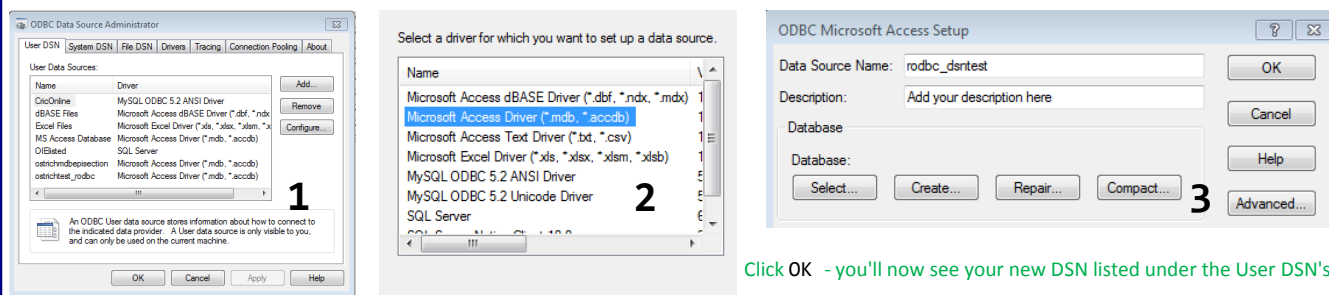 ODBC Data Source Administrator
User DSN System DSN File DSN Drivers Tracing Connection Pooling About
User Data Sources:
Name Driver
CricOnline MySQL ODBC 5.2 ANSI Driver
dBASE Files Microsoft Access dBASE Driver (*.dbf, *.ndx
Excel Files Microsoft Excel Driver (*.xls, *.xlsx, *.xlsm, *.x
MS Access Database Microsoft Access Driver (*.mdb, *.accdb)
OIElisted SQL Server
ostrichmdbepisection Microsoft Access Driver (*.mdb, *.accdb)
ostrichtest_rodbc Microsoft Access Driver (*.mdb, *.accdb)
Add...
Remove
Configure...
1
An ODBC User data source stores information about how to connect to
the indicated data provider. A User data source is only visible to you,
and can only be used on the current machine.
OK Cancel Apply Help
Select a driver for which you want to set up a data source.
Name
Microsoft Access dBASE Driver (*.dbf, *.ndx, *.mdx) 1
Microsoft Access Driver (*.mdb, *.accdb) 1
Microsoft Access Text Driver (*.txt, *.csv) 1
Microsoft Excel Driver (*.xls, *.xlsx, *.xlsm, *.xlsb) 1
MySQL ODBC 5.2 ANSI Driver 5
MySQL ODBC 5.2 Unicode Driver 5
SQL Server 6
2
ODBC Microsoft Access Setup
Data Source Name: rodbc_dsntest
Description: Add your description here
Database
Database:
Select... Create... Repair... Compact...
OK
Cancel
Help
Advanced...
3
Click OK - you'll now see your new DSN listed under the User DSN's